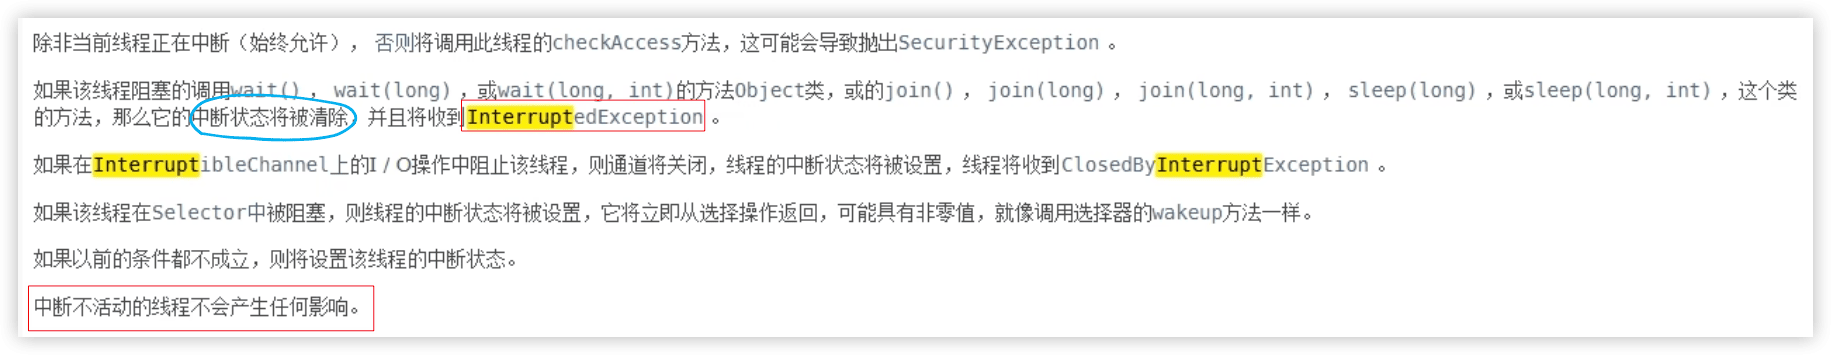 除非当前线程正在中断（始终允许）， 否则将调用此线程的checkAccess方法，这可能会导致抛出SecurityException 。
如果该线程阻塞的调用wait() ， wait(long) ，或wait(long, int)的方法Object类，或的join() ， join(long) ， join(long, int) ， sleep(long) ，或sleep(long, int) ，这个类
的方法，那么它的中断状态将被清除，并且将收到InterruptedException 。
如果在InterruptibleChannel上的I / O操作中阻止该线程，则通道将关闭，线程的中断状态将被设置，线程将收到ClosedByInterruptException 。
如果该线程在Selector中被阻塞，则线程的中断状态将被设置，它将立即从选择操作返回，可能具有非零值，就像调用选择器的wakeup方法一样。
如果以前的条件都不成立，则将设置该线程的中断状态。
中断不活动的线程不会产生任何影响。